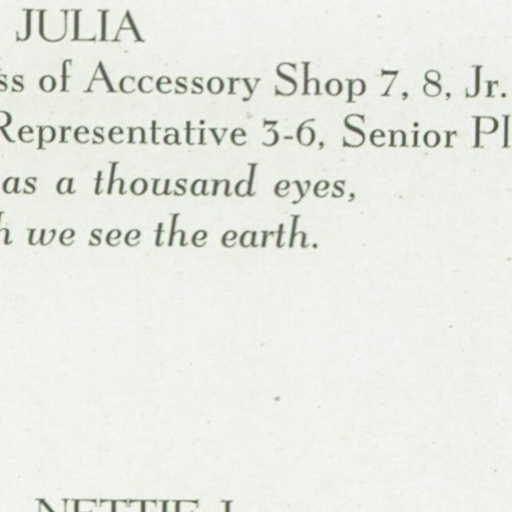 JULIA
ss of Accessory Shop 7, 8, Jr.
Representative 3-6, Senior Pl
as a thousand eyes,
h we see the earth.
NETTIE J